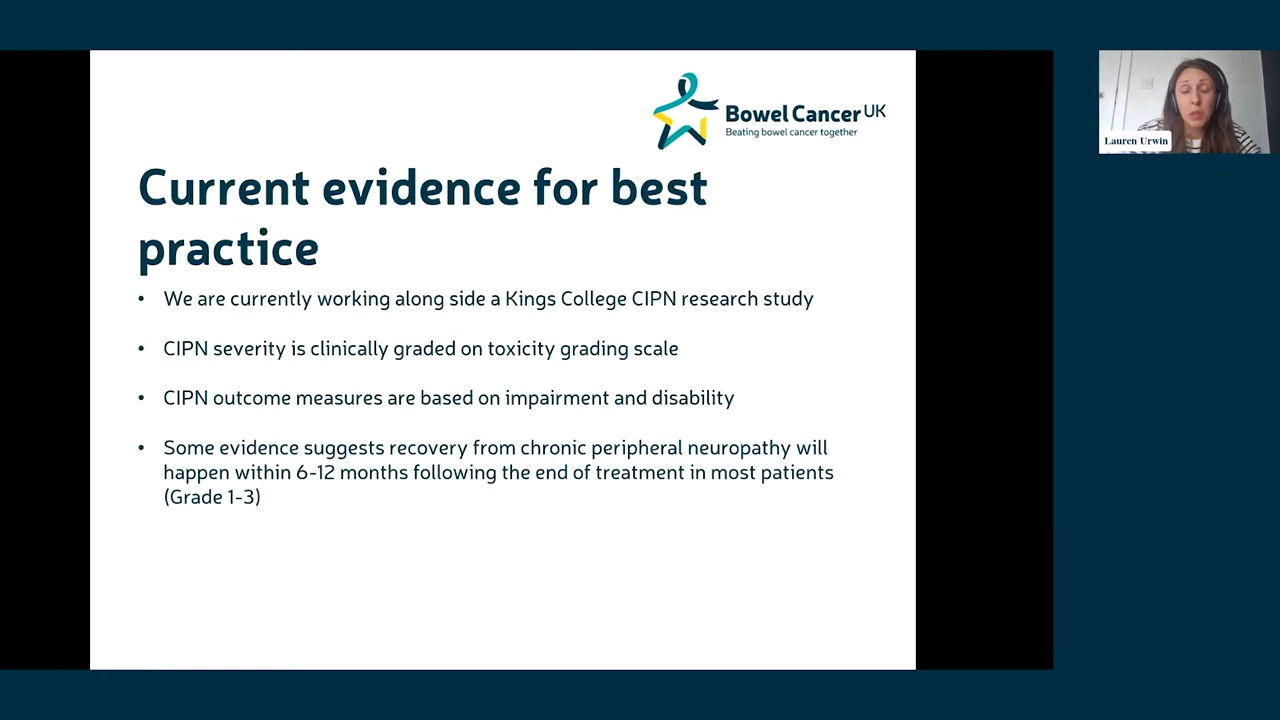 Bowel Cancer UK
Beating bowel cancer together
Lauren Urwin
Current evidence for best
practice
• We are currently working along side a Kings College CIPN research study
• CIPN severity is clinically graded on toxicity grading scale
• CIPN outcome measures are based on impairment and disability
• Some evidence suggests recovery from chronic peripheral neuropathy will
happen within 6-12 months following the end of treatment in most patients
(Grade 1-3)